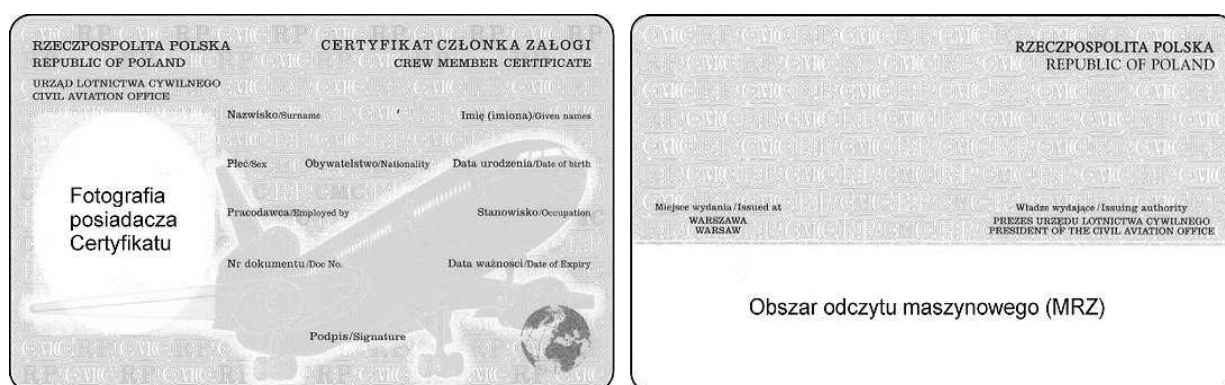 RZECZPOSPOLITA POLSKA
REPUBLIC OF POLAND
CERTYFIKAT CZŁONKA ZAŁOGI
CREW MEMBER CERTIFICATE
URZĄD LOTNICTWA CYWILNEGO
CIVIL AVIATION OFFICE
Nazwisko/Surname
Imię (imiona)/Given names
Płeć/Sex
Obywatelstwo/Nationality
Data urodzenia/Date of birth
Fotografia
posiadacza
Certyfikatu
Pracodawca/Employed by
Stanowisko/Occupation
Nr dokumentu/Doc No.
Data ważności/Date of Expiry
Podpis/Signature
RZECZPOSPOLITA POLSKA
REPUBLIC OF POLAND
Miejsce wydania/Issued at
WARSZAWA
WARSAW
Władze wydające/Issuing authority
PREZES URZĘDU LOTNICTWA CYWILNEGO
PRESIDENT OF THE CIVIL AVIATION OFFICE
Obszar odczytu maszynowego (MRZ)